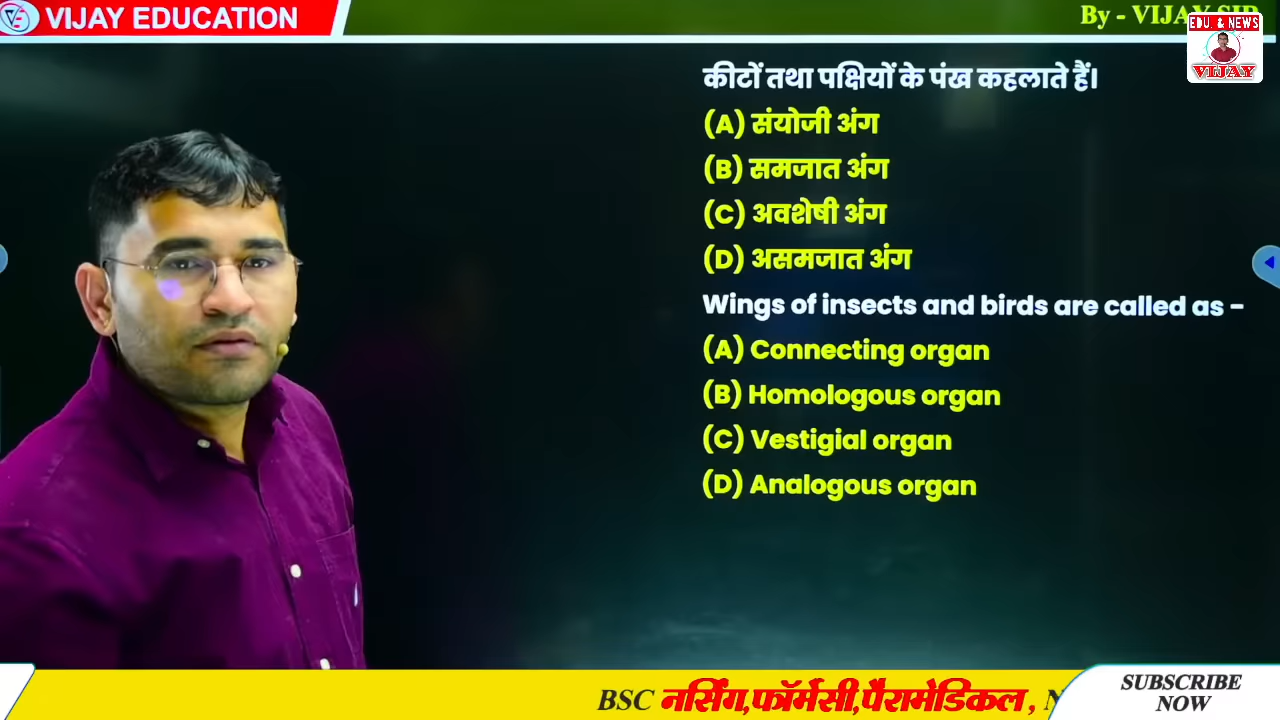 VIJAY EDUCATION
By - VIJAY SIR
EDU. & NEWS
VIJAY
कीटों तथा पक्षियों के पंख कहलाते हैं।
(A) संयोजी अंग
(B) समजात अंग
(C) अवशेषी अंग
(D) असमजात अंग
Wings of insects and birds are called as -
(A) Connecting organ
(B) Homologous organ
(C) Vestigial organ
(D) Analogous organ
BSC नर्सिंग,फॉर्मेसी,पैरामेडिकल ,
SUBSCRIBE
NOW